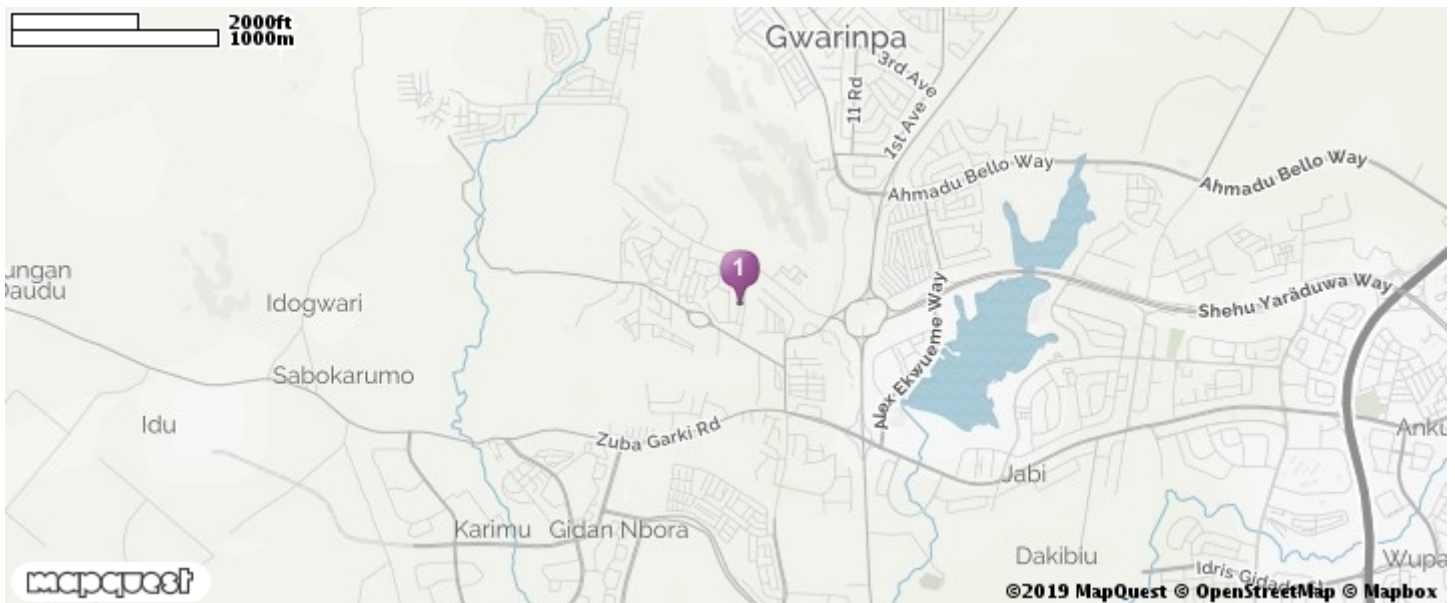 2000ft
1000m
Gwarinpa
3rd Ave
11 Rd
1st Ave
Ahmadu Bello Way
Ahmadu Bello Way
1
ungan
Daudu
Idogwari
Alex Ekwueme Way
Shehu Yaräduwa Way
Sabokarumo
Idu
Zuba Garki Rd
Anku
Jabi
Karimu
Gidan Nbora
Dakibiu
Wupa
Idris Gidado
mapquest
©2019 MapQuest © OpenStreetMap © Mapbox